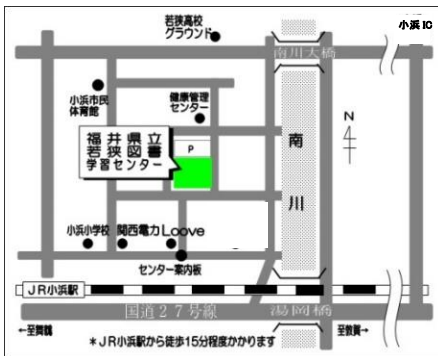 若狭高校
グラウンド
小浜IC
南川大橋
小浜市民
体育館
健康管理
センター
N
福井県立
若狭図書
学習センター
P
南
川
小浜小学校
関西電力
Loove
センター案内板
JR小浜駅
国道27号線
湯岡橋
←至舞鶴
至敦賀→
＊JR小浜駅から徒歩15分程度かかります